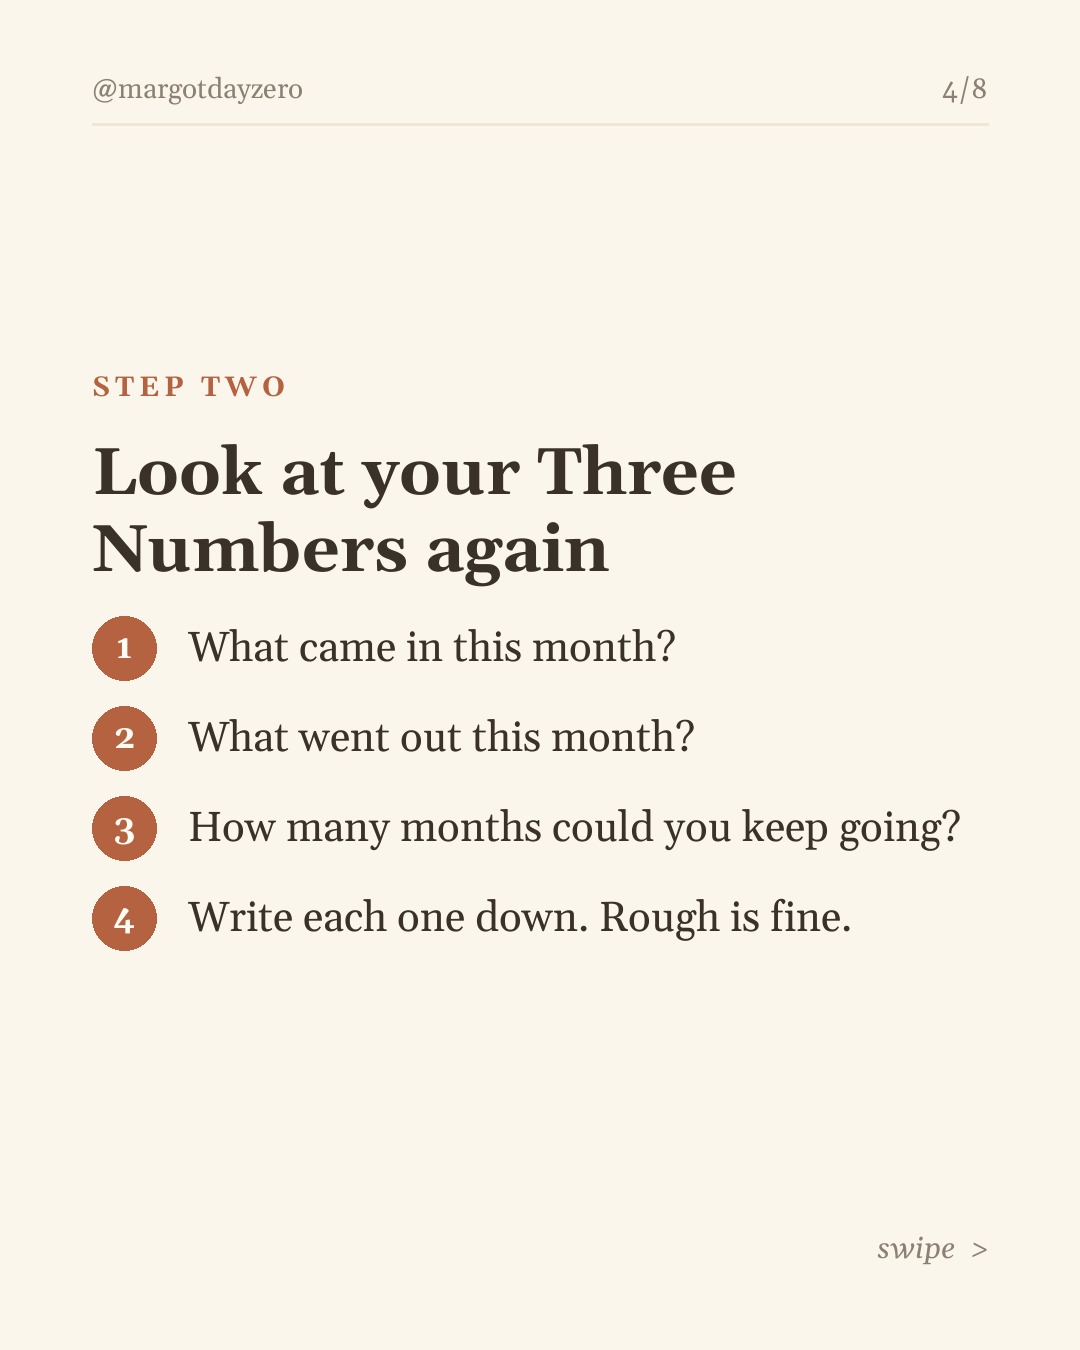 @margotdayzero
4/8
STEP TWO
Look at your Three
Numbers again
1 What came in this month?
2 What went out this month?
3 How many months could you keep going?
4 Write each one down. Rough is fine.
swipe >